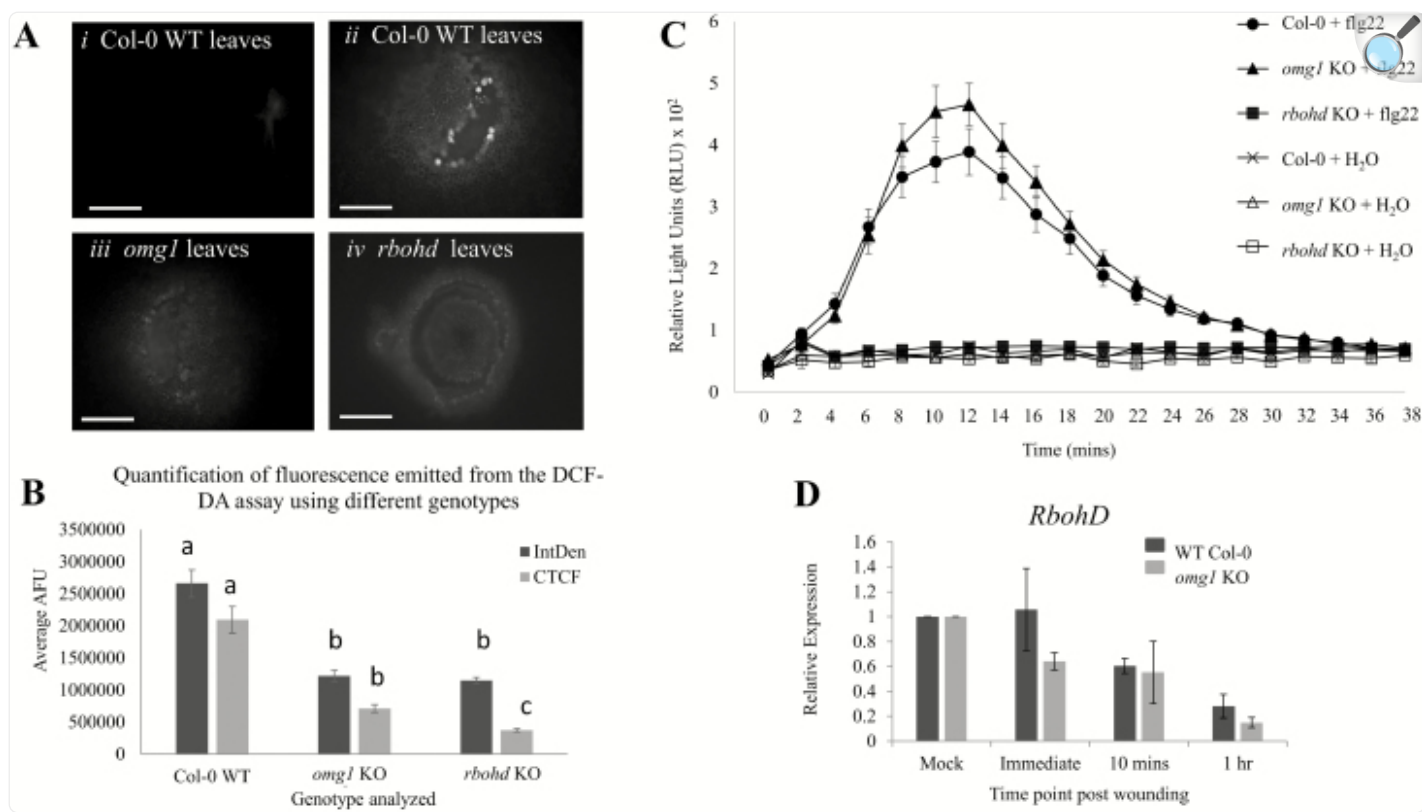 A
i Col-0 WT leaves
ii Col-0 WT leaves
iii omg1 leaves
iv rbohd leaves
B
Quantification of fluorescence emitted from the DCF-
DA assay using different genotypes
Average AFU
3500000
3000000
2500000
2000000
1500000
1000000
500000
0
a
a
b
b
b
c
IntDen
CTCF
Col-0 WT
omg1 KO
rbohd KO
Genotype analyzed
C
Relative Light Units (RLU) x 10²
6
5
4
3
2
1
0
0 2 4 6 8 10 12 14 16 18 20 22 24 26 28 30 32 34 36 38
Time (mins)
Col-0 + flg22
omg1 KO + flg22
rbohd KO + flg22
Col-0 + H₂O
omg1 KO + H₂O
rbohd KO + H₂O
D
RbohD
Relative Expression
1.6
1.4
1.2
1
0.8
0.6
0.4
0.2
0
WT Col-0
omg1 KO
Mock
Immediate
10 mins
1 hr
Time point post wounding